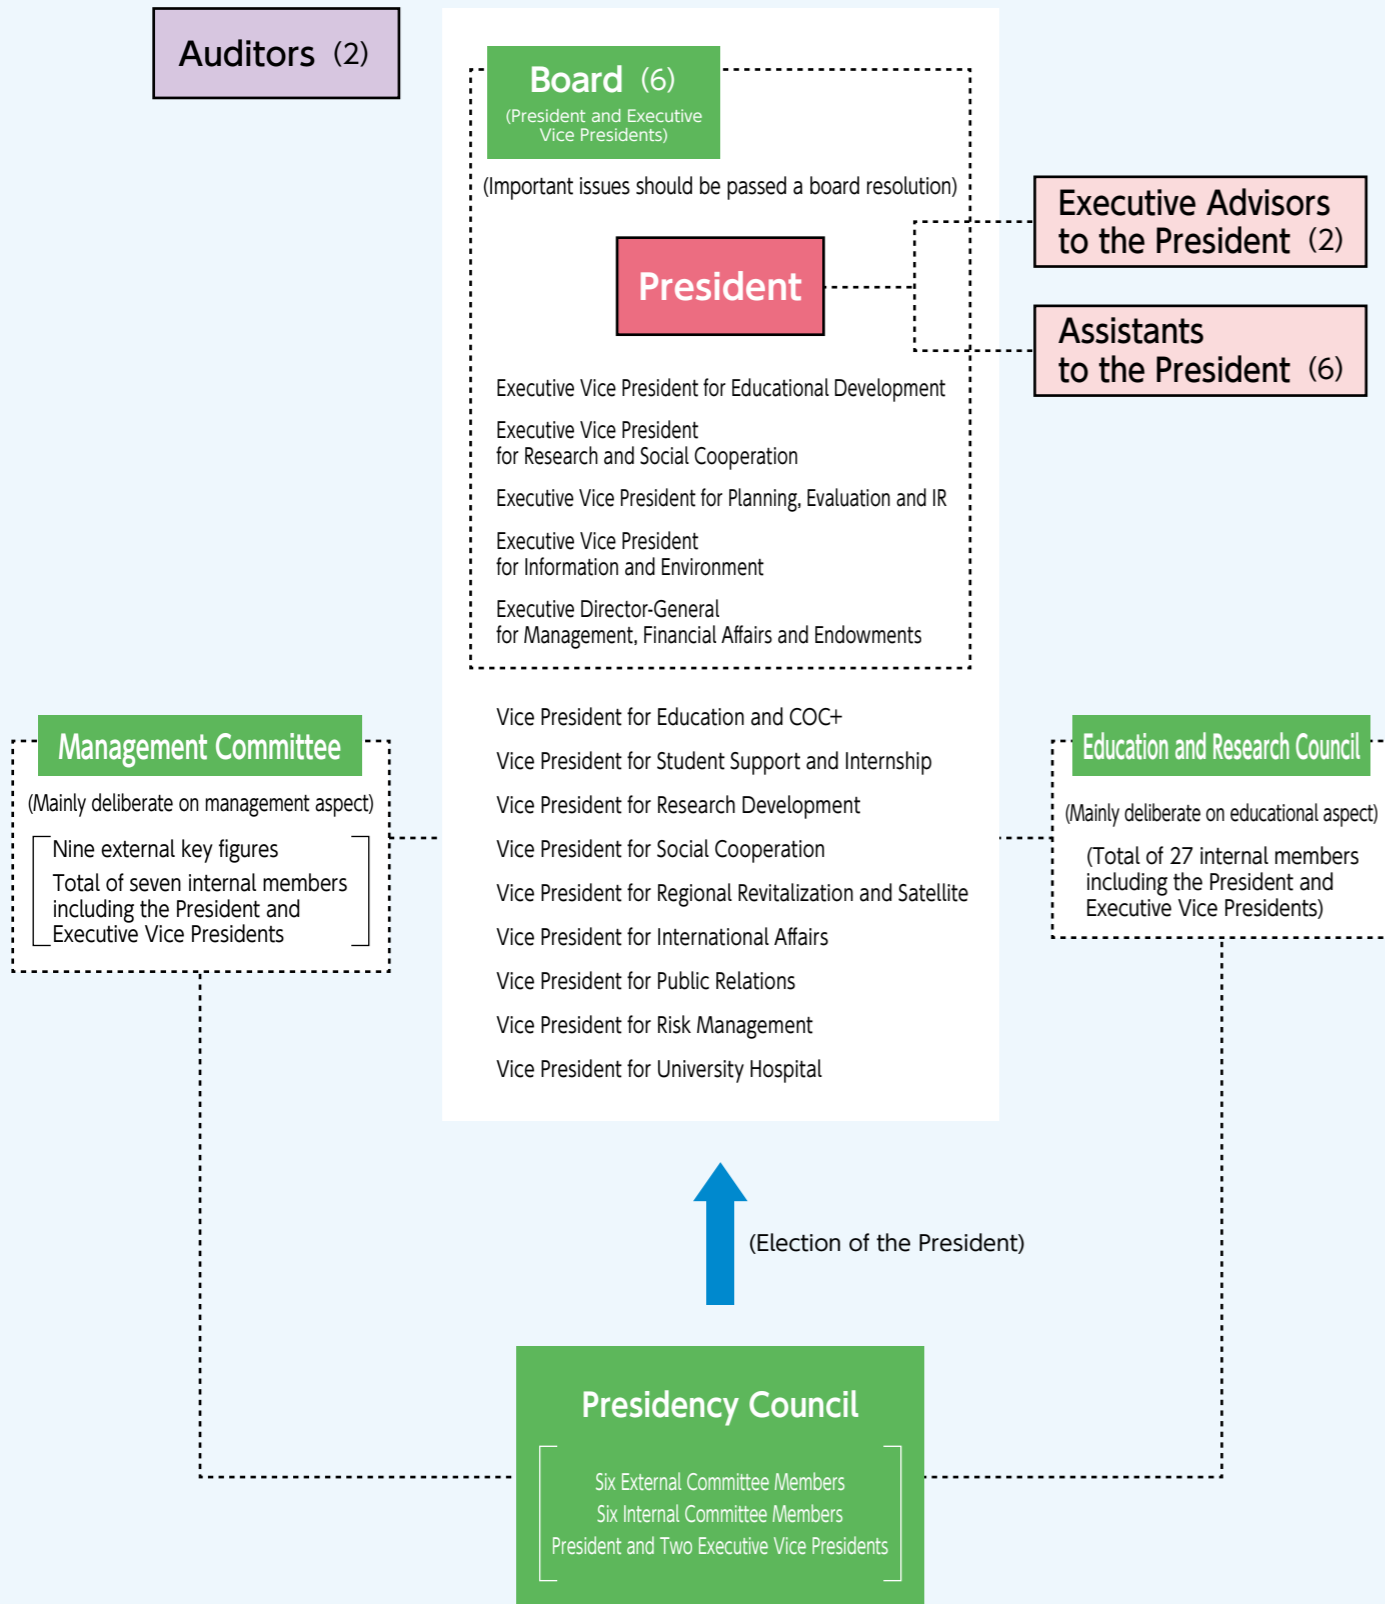 Auditors (2)
Board (6)
(President and Executive
Vice Presidents)
(Important issues should be passed a board resolution)
President
Executive Advisors
to the President (2)
Assistants
to the President (6)
Executive Vice President for Educational Development
Executive Vice President
for Research and Social Cooperation
Executive Vice President for Planning, Evaluation and IR
Executive Vice President
for Information and Environment
Executive Director-General
for Management, Financial Affairs and Endowments
Vice President for Education and COC+
Vice President for Student Support and Internship
Vice President for Research Development
Vice President for Social Cooperation
Vice President for Regional Revitalization and Satellite
Vice President for International Affairs
Vice President for Public Relations
Vice President for Risk Management
Vice President for University Hospital
Management Committee
(Mainly deliberate on management aspect)
Nine external key figures
Total of seven internal members
including the President and
Executive Vice Presidents
Education and Research Council
(Mainly deliberate on educational aspect)
(Total of 27 internal members
including the President and
Executive Vice Presidents)
(Election of the President)
Presidency Council
Six External Committee Members
Six Internal Committee Members
President and Two Executive Vice Presidents